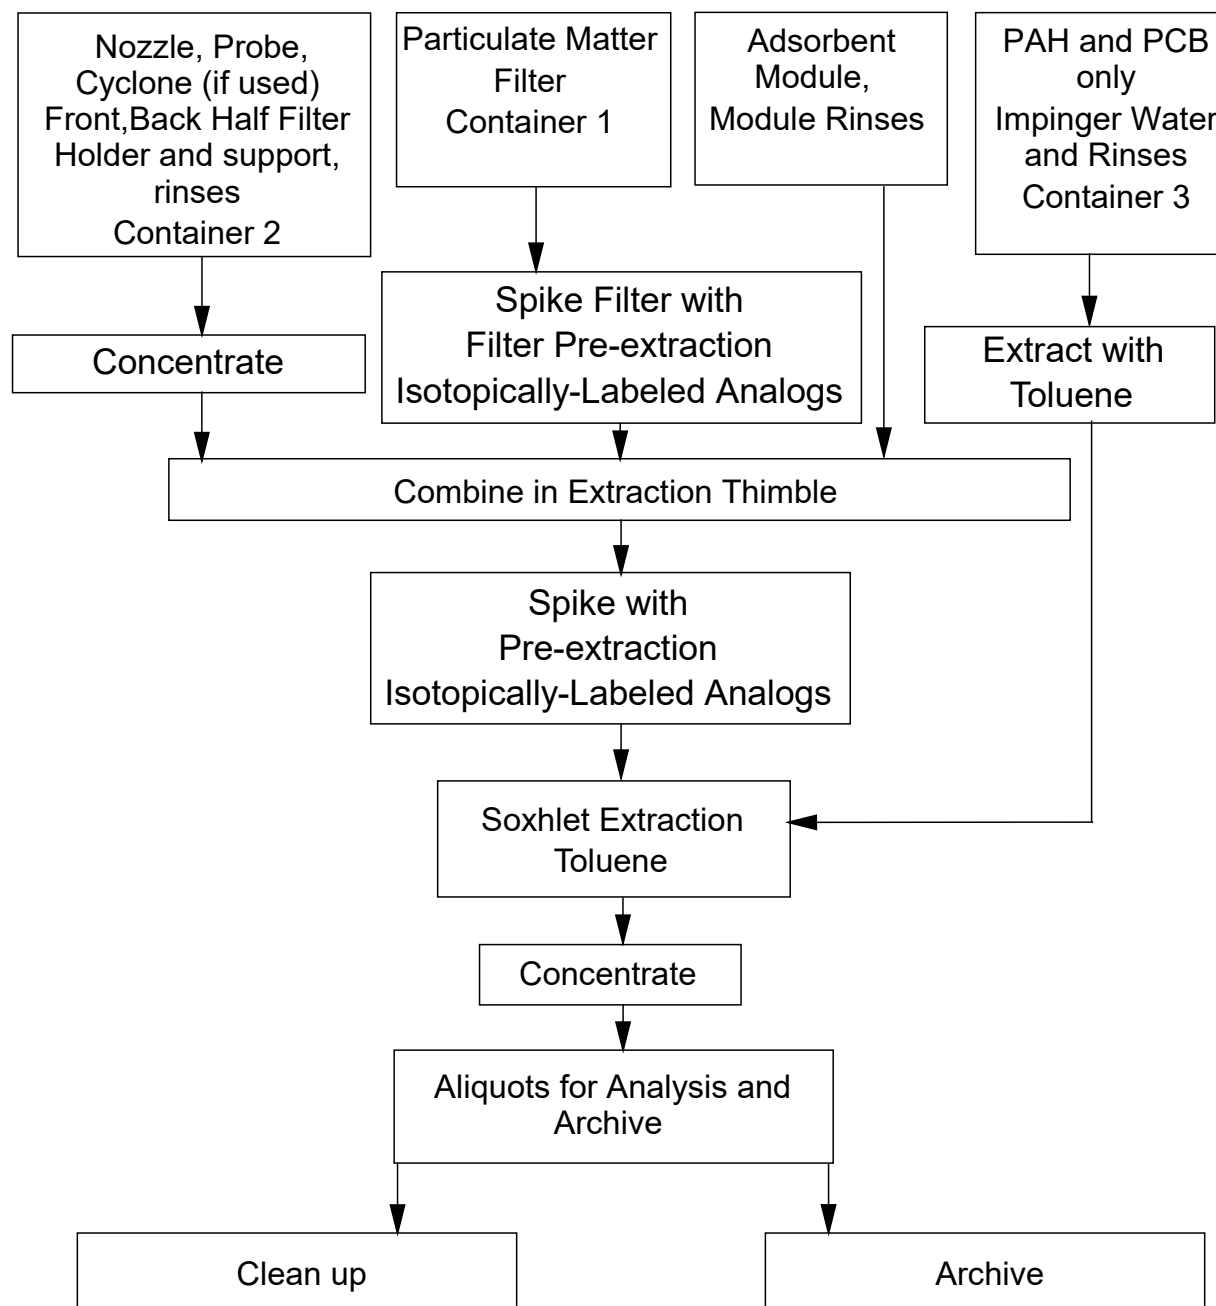 Nozzle, Probe,
Cyclone (if used)
Front,Back Half Filter
Holder and support,
rinses
Container 2
Particulate Matter
Filter
Container 1
Adsorbent
Module,
Module Rinses
PAH and PCB
only
Impinger Water
and Rinses
Container 3
Concentrate
Spike Filter with
Filter Pre-extraction
Isotopically-Labeled Analogs
Extract with
Toluene
Combine in Extraction Thimble
Spike with
Pre-extraction
Isotopically-Labeled Analogs
Soxhlet Extraction
Toluene
Concentrate
Aliquots for Analysis and
Archive
Clean up
Archive